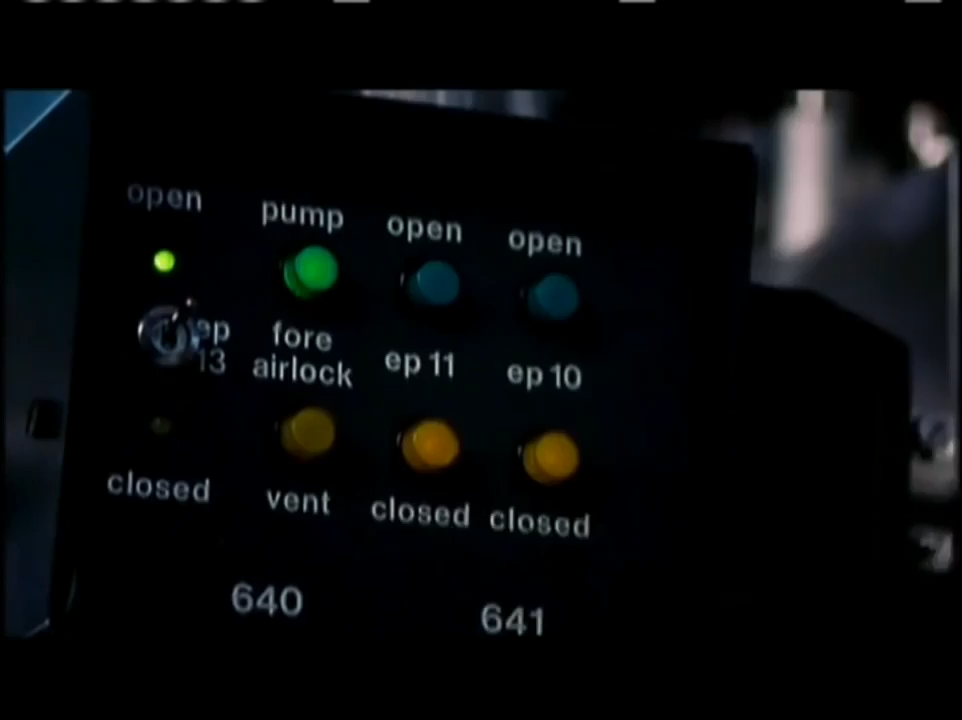 open pump open open
ep 13
fore airlock
ep 11
ep 10
closed vent closed closed
640 641